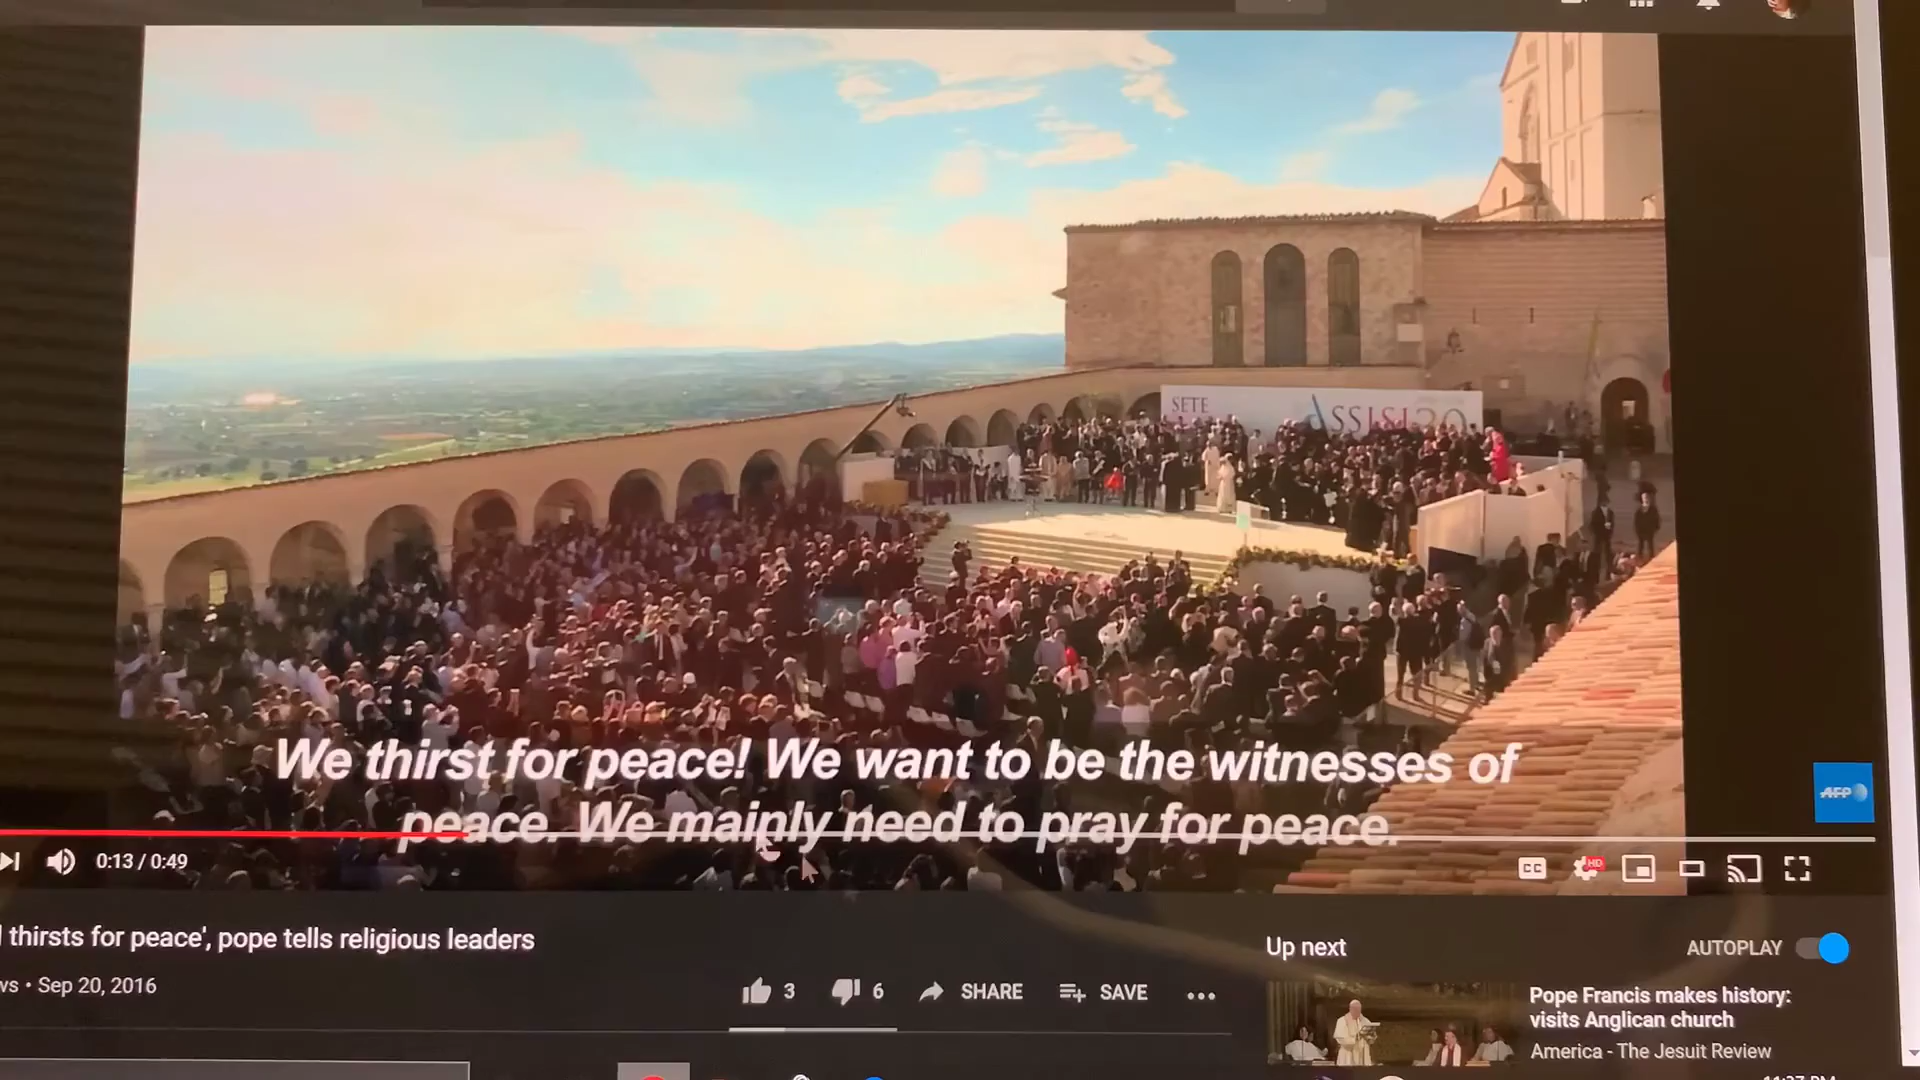 SETE
ASSISI 30
We thirst for peace! We want to be the witnesses of
peace. We mainly need to pray for peace.
AFP
0:13 / 0:49
CC
HD
thirsts for peace', pope tells religious leaders
ws • Sep 20, 2016
3
6
SHARE
SAVE
Up next
AUTOPLAY
Pope Francis makes history:
visits Anglican church
America - The Jesuit Review